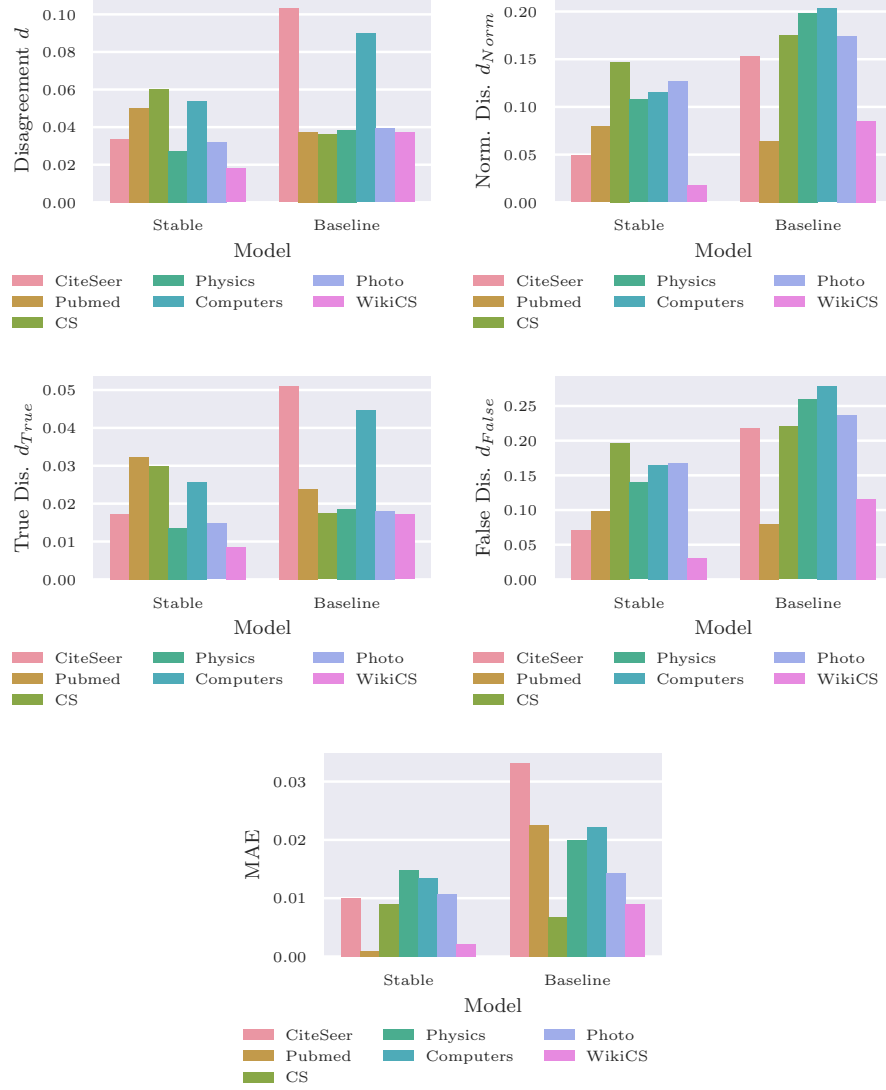 Disagreement d
0.10
0.08
0.06
0.04
0.02
0.00
Stable Baseline
Model
CiteSeer Physics Photo
Pubmed Computers WikiCS
CS
Norm. Dis. d_Norm
0.20
0.15
0.10
0.05
0.00
Stable Baseline
Model
CiteSeer Physics Photo
Pubmed Computers WikiCS
CS
True Dis. d_True
0.05
0.04
0.03
0.02
0.01
0.00
Stable Baseline
Model
CiteSeer Physics Photo
Pubmed Computers WikiCS
CS
False Dis. d_False
0.25
0.20
0.15
0.10
0.05
0.00
Stable Baseline
Model
CiteSeer Physics Photo
Pubmed Computers WikiCS
CS
MAE
0.03
0.02
0.01
0.00
Stable Baseline
Model
CiteSeer Physics Photo
Pubmed Computers WikiCS
CS